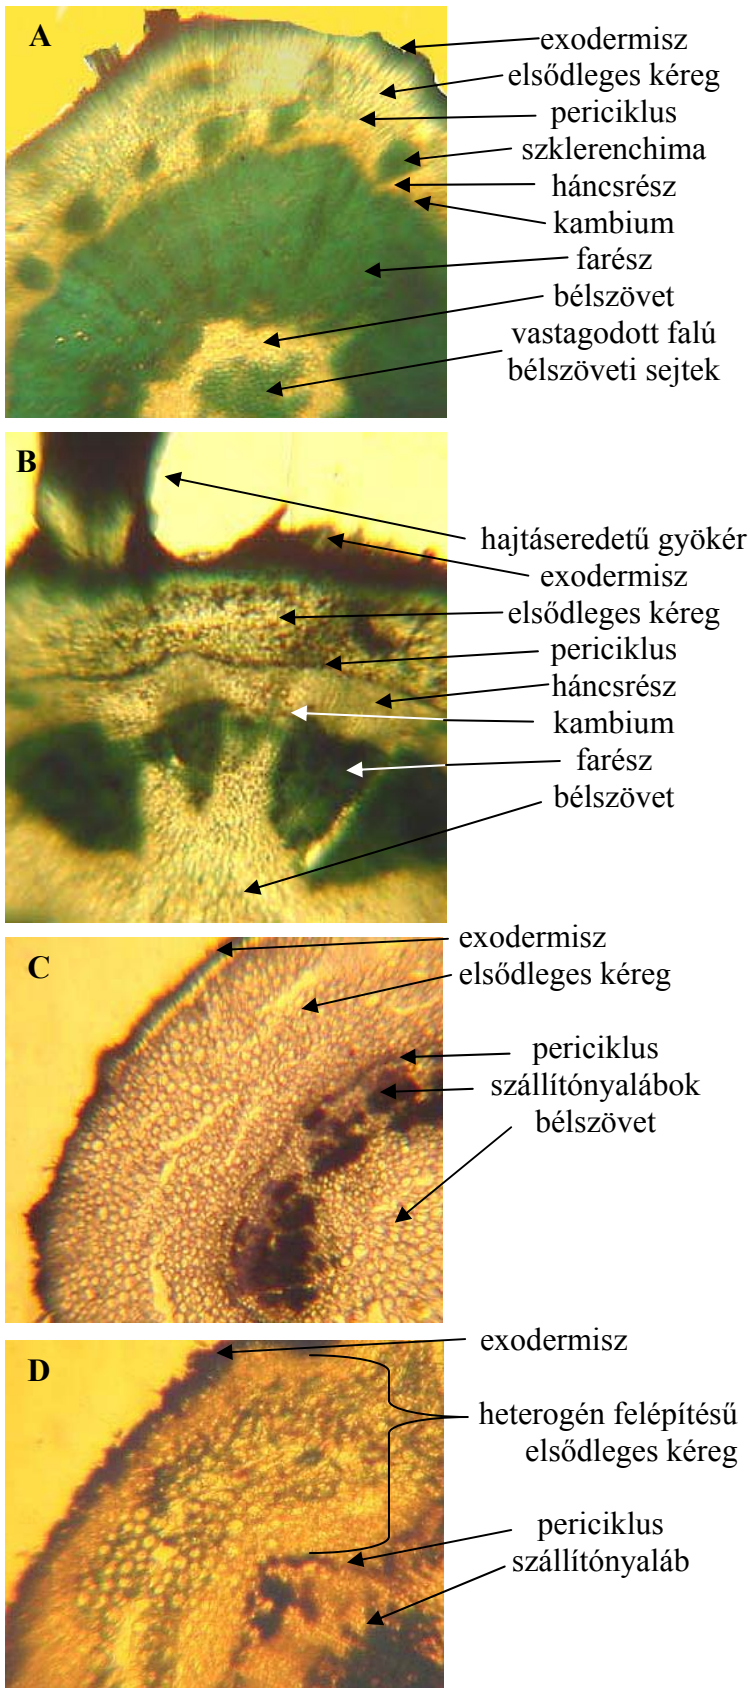 A
exodermisz
elsődleges kéreg
periciklus
szklerenchima
háncsrész
kambium
farész
bélszövet
vastagodott falú
bélszöveti sejtek
B
hajtáseredetű gyökér
exodermisz
elsődleges kéreg
periciklus
háncsrész
kambium
farész
bélszövet
C
exodermisz
elsődleges kéreg
periciklus
szállítónyalábok
bélszövet
D
exodermisz
heterogén felépítésű
elsődleges kéreg
periciklus
szállítónyaláb